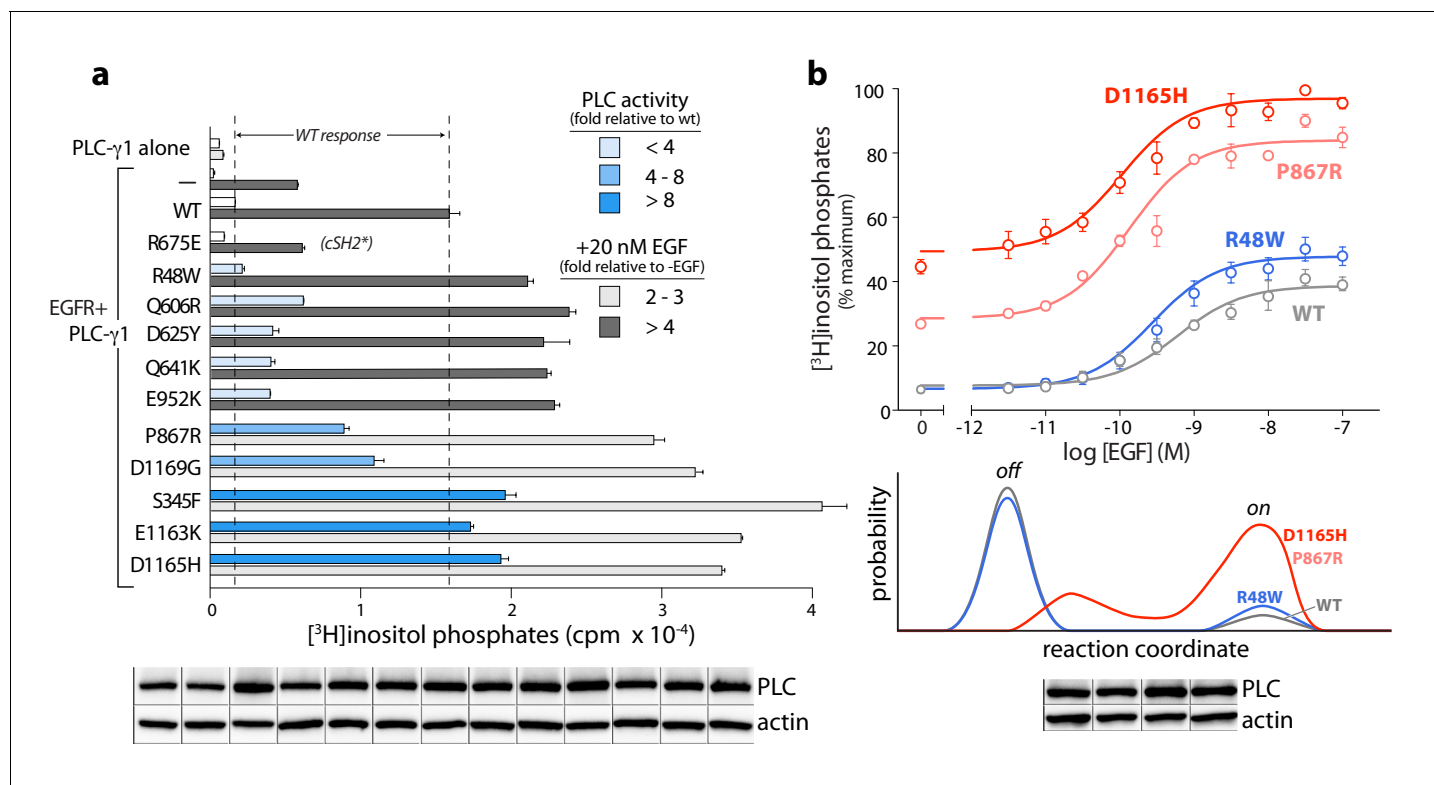 a
PLC activity
(fold relative to wt)
< 4
4 - 8
> 8
+20 nM EGF
(fold relative to -EGF)
2 - 3
> 4
WT response
PLC-γ1 alone
—
WT
R675E
(cSH2*)
R48W
Q606R
EGFR+
PLC-γ1
D625Y
Q641K
E952K
P867R
D1169G
S345F
E1163K
D1165H
0
1
2
3
4
[³H]inositol phosphates (cpm x 10⁻⁴)
PLC
actin
b
100
80
60
40
20
0
[³H]inositol phosphates
(% maximum)
D1165H
P867R
R48W
WT
0
-12
-11
-10
-9
-8
-7
log [EGF] (M)
off
on
D1165H
P867R
R48W
WT
probability
reaction coordinate
PLC
actin